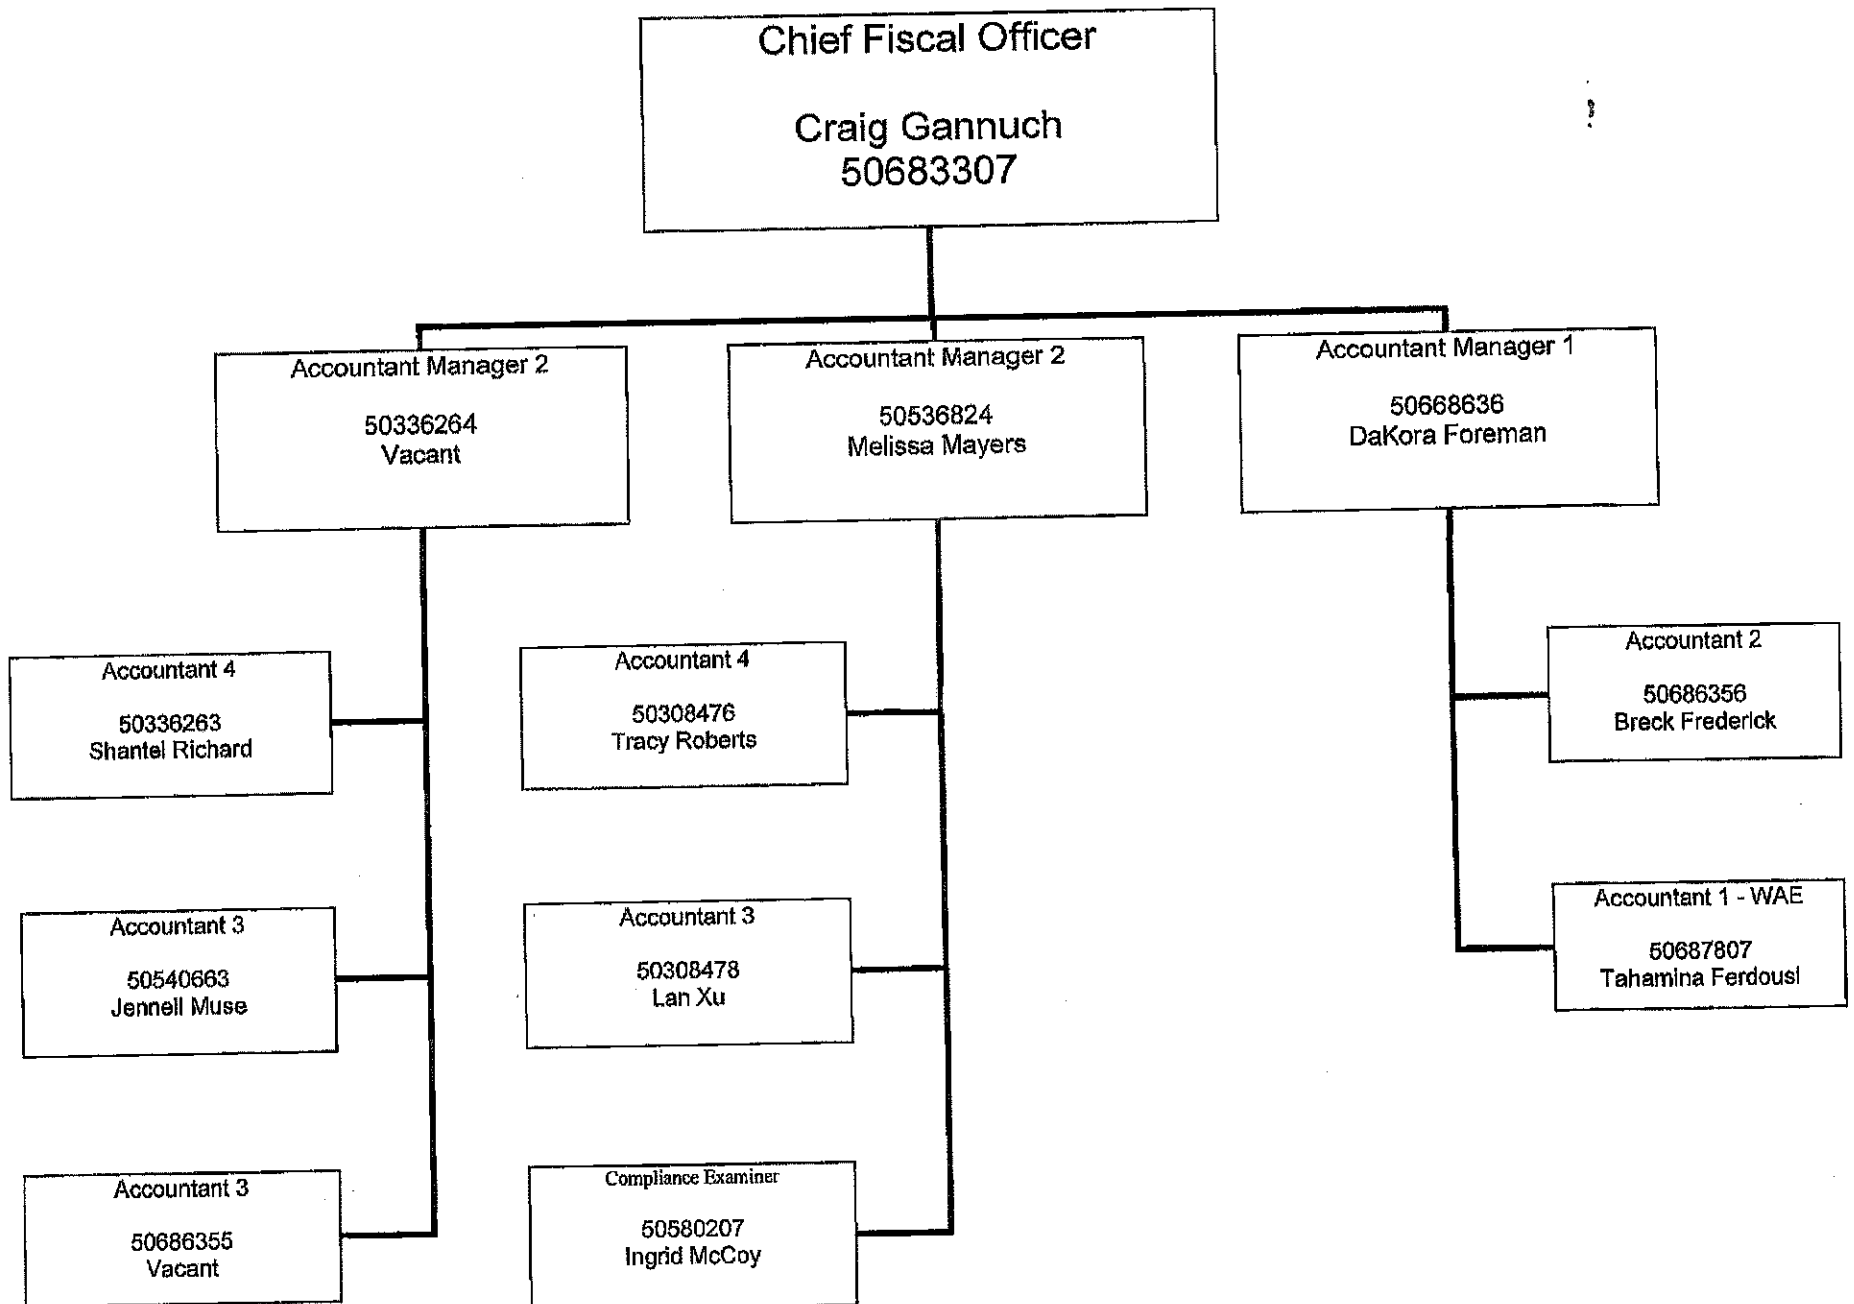 Chief Fiscal Officer
Craig Gannuch
50683307
Accountant Manager 2
50336264
Vacant
Accountant Manager 2
50536824
Melissa Mayers
Accountant Manager 1
50668636
DaKora Foreman
Accountant 4
50336263
Shantel Richard
Accountant 3
50540663
Jennell Muse
Accountant 3
50686355
Vacant
Accountant 4
50308476
Tracy Roberts
Accountant 3
50308478
Lan Xu
Compliance Examiner
50580207
Ingrid McCoy
Accountant 2
50686356
Breck Frederick
Accountant 1 - WAE
50687807
Tahamina Ferdousi